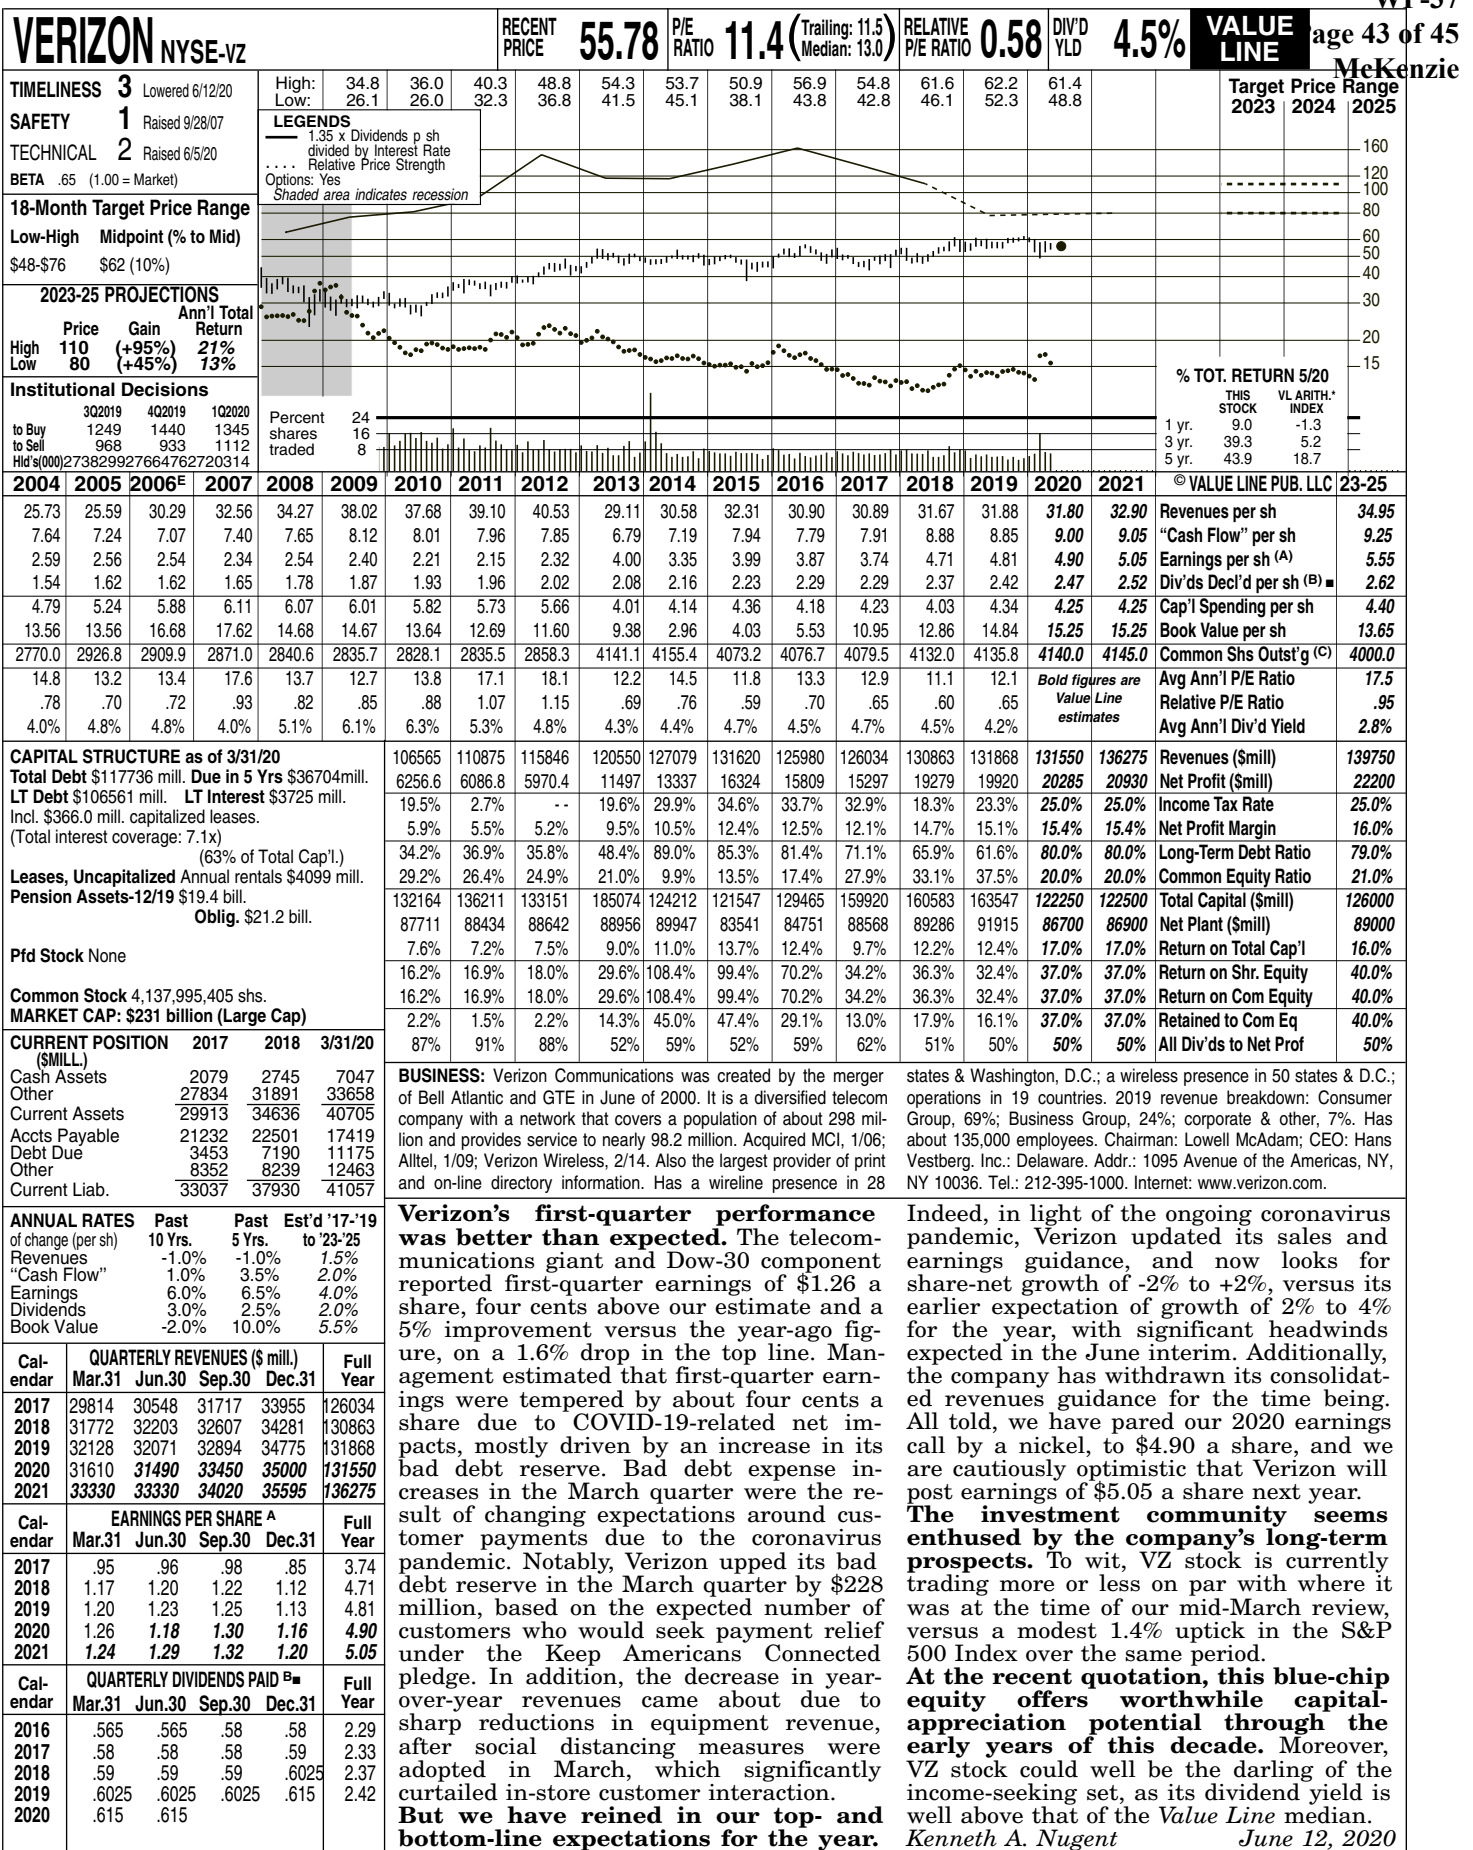 WP-37
Page 43 of 45
McKenzie
VERIZON NYSE-VZ
RECENT PRICE 55.78 P/E RATIO 11.4 (Trailing: 11.5 Median: 13.0) RELATIVE P/E RATIO 0.58 DIV'D YLD 4.5% VALUE LINE
TIMELINESS 3 Lowered 6/12/20
SAFETY 1 Raised 9/28/07
TECHNICAL 2 Raised 6/5/20
BETA .65 (1.00 = Market)
18-Month Target Price Range
Low-High Midpoint (% to Mid)
$48-$76 $62 (10%)
2023-25 PROJECTIONS
Ann'l Total
Price Gain Return
High 110 (+95%) 21%
Low 80 (+45%) 13%
Institutional Decisions
3Q2019 4Q2019 1Q2020
to Buy 1249 1440 1345
to Sell 968 933 1112
Hld's(000) 2738299 2766476 2720314
High: 34.8 36.0 40.3 48.8 54.3 53.7 50.9 56.9 54.8 61.6 62.2 61.4
Low: 26.1 26.0 32.3 36.8 41.5 45.1 38.1 43.8 42.8 46.1 52.3 48.8
LEGENDS
1.35 x Dividends p sh
divided by Interest Rate
. . . . Relative Price Strength
Options: Yes
Shaded area indicates recession
Target Price Range
2023 2024 2025
160
120
100
80
60
50
40
30
20
15
Percent 24
shares 16
traded 8
% TOT. RETURN 5/20
THIS VL ARITH.*
STOCK INDEX
1 yr. 9.0 -1.3
3 yr. 39.3 5.2
5 yr. 43.9 18.7
2004 2005 2006E 2007 2008 2009 2010 2011 2012 2013 2014 2015 2016 2017 2018 2019 2020 2021 © VALUE LINE PUB. LLC 23-25
25.73 25.59 30.29 32.56 34.27 38.02 37.68 39.10 40.53 29.11 30.58 32.31 30.90 30.89 31.67 31.88 31.80 32.90 Revenues per sh 34.95
7.64 7.24 7.07 7.40 7.65 8.12 8.01 7.96 7.85 6.79 7.19 7.94 7.79 7.91 8.88 8.85 9.00 9.05 “Cash Flow” per sh 9.25
2.59 2.56 2.54 2.34 2.54 2.40 2.21 2.15 2.32 4.00 3.35 3.99 3.87 3.74 4.71 4.81 4.90 5.05 Earnings per sh (A) 5.55
1.54 1.62 1.62 1.65 1.78 1.87 1.93 1.96 2.02 2.08 2.16 2.23 2.29 2.29 2.37 2.42 2.47 2.52 Div'ds Decl'd per sh (B) ■ 2.62
4.79 5.24 5.88 6.11 6.07 6.01 5.82 5.73 5.66 4.01 4.14 4.36 4.18 4.23 4.03 4.34 4.25 4.25 Cap'l Spending per sh 4.40
13.56 13.56 16.68 17.62 14.68 14.67 13.64 12.69 11.60 9.38 2.96 4.03 5.53 10.95 12.86 14.84 15.25 15.25 Book Value per sh 13.65
2770.0 2926.8 2909.9 2871.0 2840.6 2835.7 2828.1 2835.5 2858.3 4141.1 4155.4 4073.2 4076.7 4079.5 4132.0 4135.8 4140.0 4145.0 Common Shs Outst'g (C) 4000.0
14.8 13.2 13.4 17.6 13.7 12.7 13.8 17.1 18.1 12.2 14.5 11.8 13.3 12.9 11.1 12.1 Bold figures are Avg Ann'l P/E Ratio 17.5
.78 .70 .72 .93 .82 .85 .88 1.07 1.15 .69 .76 .59 .70 .65 .60 .65 Value Line Relative P/E Ratio .95
4.0% 4.8% 4.8% 4.0% 5.1% 6.1% 6.3% 5.3% 4.8% 4.3% 4.4% 4.7% 4.5% 4.7% 4.5% 4.2% estimates Avg Ann'l Div'd Yield 2.8%
CAPITAL STRUCTURE as of 3/31/20
Total Debt $117736 mill. Due in 5 Yrs $36704mill.
LT Debt $106561 mill. LT Interest $3725 mill.
Incl. $366.0 mill. capitalized leases.
(Total interest coverage: 7.1x)
(63% of Total Cap'l.)
Leases, Uncapitalized Annual rentals $4099 mill.
Pension Assets-12/19 $19.4 bill.
Oblig. $21.2 bill.
Pfd Stock None
Common Stock 4,137,995,405 shs.
MARKET CAP: $231 billion (Large Cap)
106565 110875 115846 120550 127079 131620 125980 126034 130863 131868 131550 136275 Revenues ($mill) 139750
6256.6 6086.8 5970.4 11497 13337 16324 15809 15297 19279 19920 20285 20930 Net Profit ($mill) 22200
19.5% 2.7% - - 19.6% 29.9% 34.6% 33.7% 32.9% 18.3% 23.3% 25.0% 25.0% Income Tax Rate 25.0%
5.9% 5.5% 5.2% 9.5% 10.5% 12.4% 12.5% 12.1% 14.7% 15.1% 15.4% 15.4% Net Profit Margin 16.0%
34.2% 36.9% 35.8% 48.4% 89.0% 85.3% 81.4% 71.1% 65.9% 61.6% 80.0% 80.0% Long-Term Debt Ratio 79.0%
29.2% 26.4% 24.9% 21.0% 9.9% 13.5% 17.4% 27.9% 33.1% 37.5% 20.0% 20.0% Common Equity Ratio 21.0%
132164 136211 133151 185074 124212 121547 129465 159920 160583 163547 122250 122500 Total Capital ($mill) 126000
87711 88434 88642 88956 89947 83541 84751 88568 89286 91915 86700 86900 Net Plant ($mill) 89000
7.6% 7.2% 7.5% 9.0% 11.0% 13.7% 12.4% 9.7% 12.2% 12.4% 17.0% 17.0% Return on Total Cap'l 16.0%
16.2% 16.9% 18.0% 29.6% 108.4% 99.4% 70.2% 34.2% 36.3% 32.4% 37.0% 37.0% Return on Shr. Equity 40.0%
16.2% 16.9% 18.0% 29.6% 108.4% 99.4% 70.2% 34.2% 36.3% 32.4% 37.0% 37.0% Return on Com Equity 40.0%
2.2% 1.5% 2.2% 14.3% 45.0% 47.4% 29.1% 13.0% 17.9% 16.1% 37.0% 37.0% Retained to Com Eq 40.0%
87% 91% 88% 52% 59% 52% 59% 62% 51% 50% 50% 50% All Div'ds to Net Prof 50%
CURRENT POSITION 2017 2018 3/31/20
($MILL.)
Cash Assets 2079 2745 7047
Other 27834 31891 33658
Current Assets 29913 34636 40705
Accts Payable 21232 22501 17419
Debt Due 3453 7190 11175
Other 8352 8239 12463
Current Liab. 33037 37930 41057
ANNUAL RATES Past Past Est'd '17-'19
of change (per sh) 10 Yrs. 5 Yrs. to '23-'25
Revenues -1.0% -1.0% 1.5%
“Cash Flow” 1.0% 3.5% 2.0%
Earnings 6.0% 6.5% 4.0%
Dividends 3.0% 2.5% 2.0%
Book Value -2.0% 10.0% 5.5%
Cal- QUARTERLY REVENUES ($ mill.) Full
endar Mar.31 Jun.30 Sep.30 Dec.31 Year
2017 29814 30548 31717 33955 126034
2018 31772 32203 32607 34281 130863
2019 32128 32071 32894 34775 131868
2020 31610 31490 33450 35000 131550
2021 33330 33330 34020 35595 136275
Cal- EARNINGS PER SHARE A Full
endar Mar.31 Jun.30 Sep.30 Dec.31 Year
2017 .95 .96 .98 .85 3.74
2018 1.17 1.20 1.22 1.12 4.71
2019 1.20 1.23 1.25 1.13 4.81
2020 1.26 1.18 1.30 1.16 4.90
2021 1.24 1.29 1.32 1.20 5.05
Cal- QUARTERLY DIVIDENDS PAID B■ Full
endar Mar.31 Jun.30 Sep.30 Dec.31 Year
2016 .565 .565 .58 .58 2.29
2017 .58 .58 .58 .59 2.33
2018 .59 .59 .59 .6025 2.37
2019 .6025 .6025 .6025 .615 2.42
2020 .615 .615
BUSINESS: Verizon Communications was created by the merger
of Bell Atlantic and GTE in June of 2000. It is a diversified telecom
company with a network that covers a population of about 298 mil-
lion and provides service to nearly 98.2 million. Acquired MCI, 1/06;
Alltel, 1/09; Verizon Wireless, 2/14. Also the largest provider of print
and on-line directory information. Has a wireline presence in 28
states & Washington, D.C.; a wireless presence in 50 states & D.C.;
operations in 19 countries. 2019 revenue breakdown: Consumer
Group, 69%; Business Group, 24%; corporate & other, 7%. Has
about 135,000 employees. Chairman: Lowell McAdam; CEO: Hans
Vestberg. Inc.: Delaware. Addr.: 1095 Avenue of the Americas, NY,
NY 10036. Tel.: 212-395-1000. Internet: www.verizon.com.
Verizon's first-quarter performance
was better than expected. The telecom-
munications giant and Dow-30 component
reported first-quarter earnings of $1.26 a
share, four cents above our estimate and a
5% improvement versus the year-ago fig-
ure, on a 1.6% drop in the top line. Man-
agement estimated that first-quarter earn-
ings were tempered by about four cents a
share due to COVID-19-related net im-
pacts, mostly driven by an increase in its
bad debt reserve. Bad debt expense in-
creases in the March quarter were the re-
sult of changing expectations around cus-
tomer payments due to the coronavirus
pandemic. Notably, Verizon upped its bad
debt reserve in the March quarter by $228
million, based on the expected number of
customers who would seek payment relief
under the Keep Americans Connected
pledge. In addition, the decrease in year-
over-year revenues came about due to
sharp reductions in equipment revenue,
after social distancing measures were
adopted in March, which significantly
curtailed in-store customer interaction.
But we have reined in our top- and
bottom-line expectations for the year.
Indeed, in light of the ongoing coronavirus
pandemic, Verizon updated its sales and
earnings guidance, and now looks for
share-net growth of -2% to +2%, versus its
earlier expectation of growth of 2% to 4%
for the year, with significant headwinds
expected in the June interim. Additionally,
the company has withdrawn its consolidat-
ed revenues guidance for the time being.
All told, we have pared our 2020 earnings
call by a nickel, to $4.90 a share, and we
are cautiously optimistic that Verizon will
post earnings of $5.05 a share next year.
The investment community seems
enthused by the company's long-term
prospects. To wit, VZ stock is currently
trading more or less on par with where it
was at the time of our mid-March review,
versus a modest 1.4% uptick in the S&P
500 Index over the same period.
At the recent quotation, this blue-chip
equity offers worthwhile capital-
appreciation potential through the
early years of this decade. Moreover,
VZ stock could well be the darling of the
income-seeking set, as its dividend yield is
well above that of the Value Line median.
Kenneth A. Nugent June 12, 2020